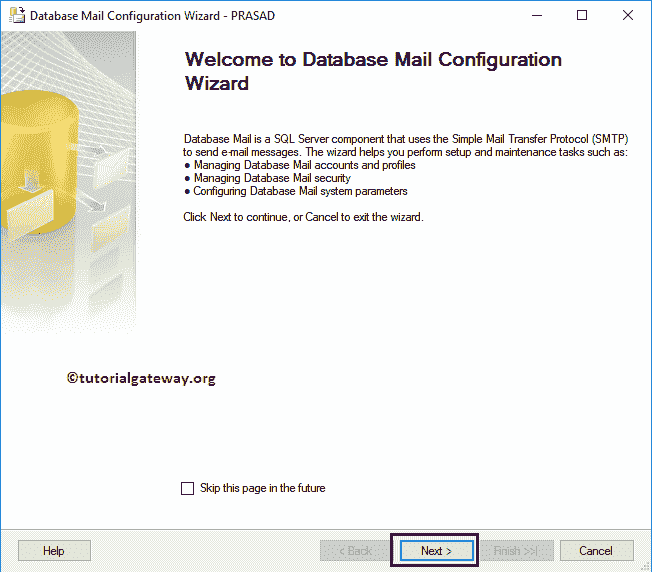 Database Mail Configuration Wizard - PRASAD
Welcome to Database Mail Configuration
Wizard
Database Mail is a SQL Server component that uses the Simple Mail Transfer Protocol (SMTP)
to send e-mail messages. The wizard helps you perform setup and maintenance tasks such as:
● Managing Database Mail accounts and profiles
● Managing Database Mail security
● Configuring Database Mail system parameters
Click Next to continue, or Cancel to exit the wizard.
©tutorialgateway.org
Skip this page in the future
Help < Back Next > Finish >>| Cancel